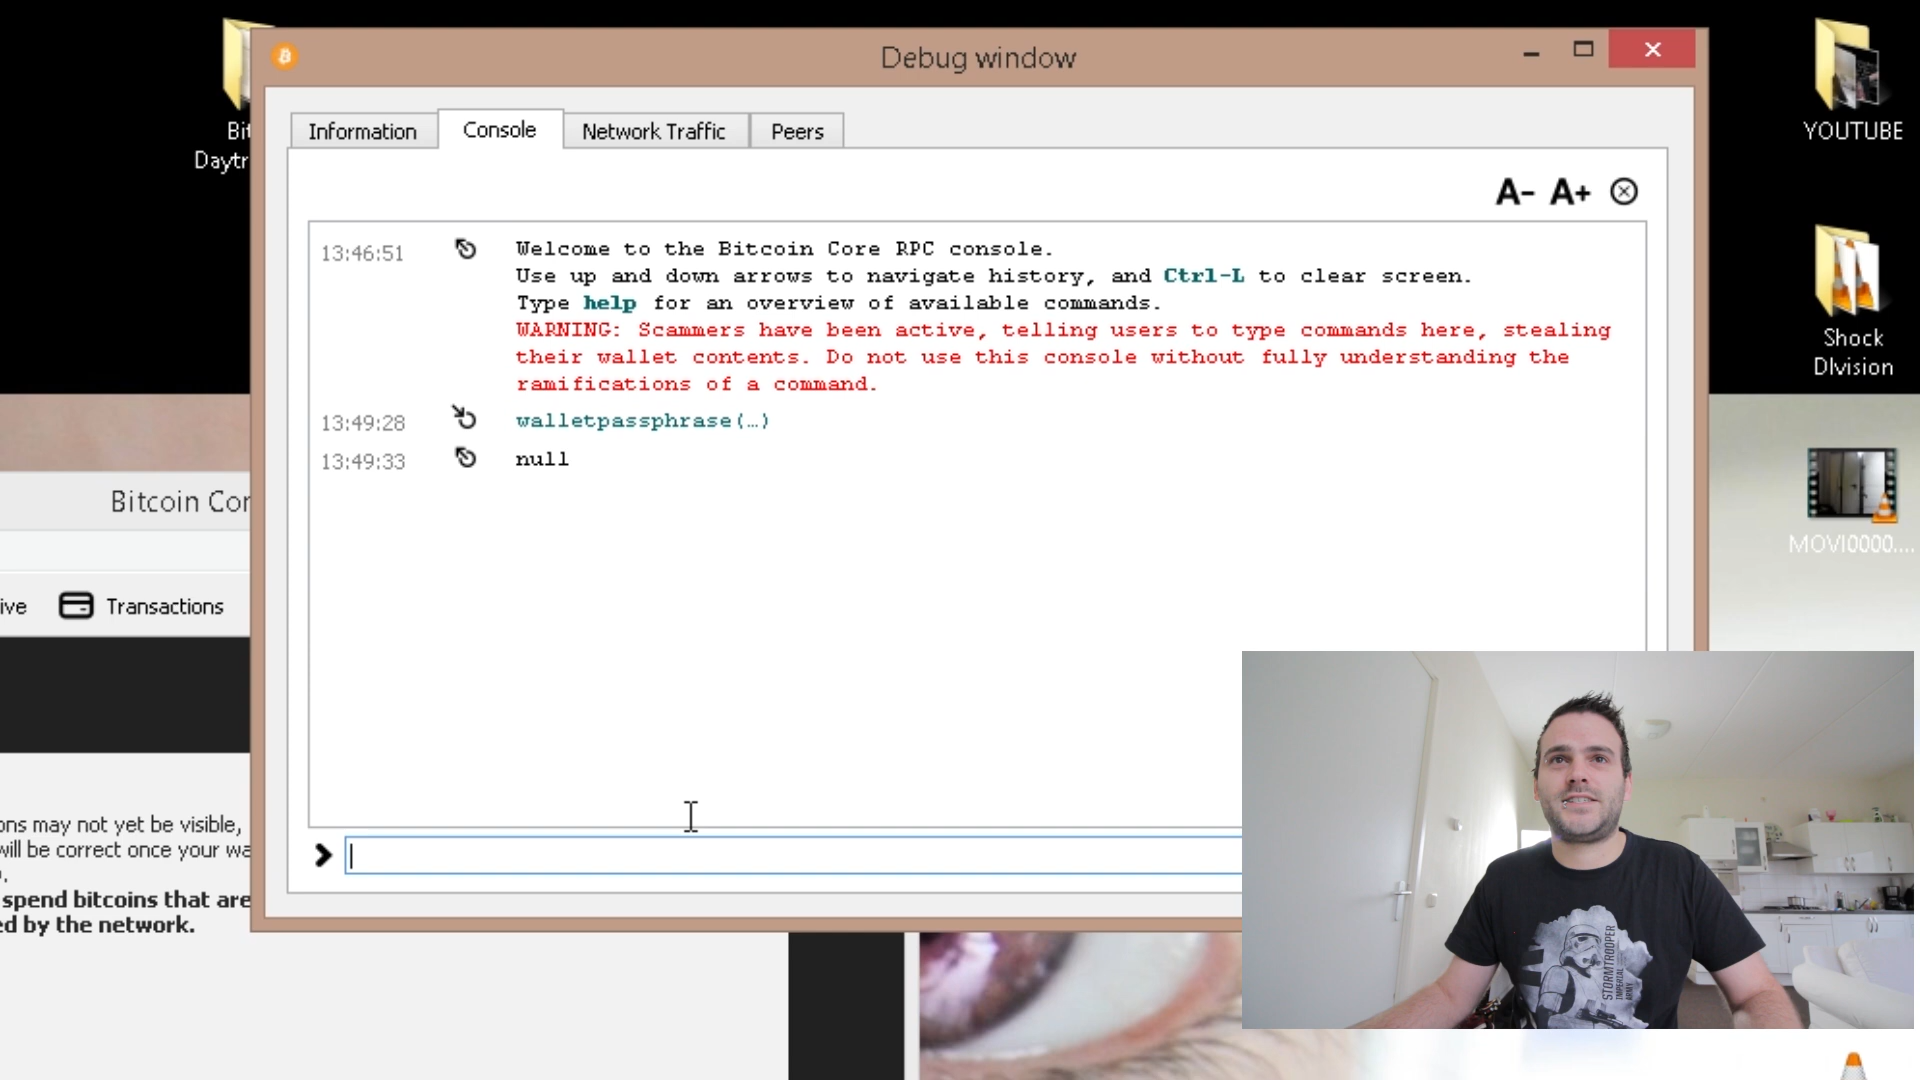 Debug window
Bit
Daytr
Information
Console
Network Traffic
Peers
A- A+
13:46:51
Welcome to the Bitcoin Core RPC console.
Use up and down arrows to navigate history, and Ctrl-L to clear screen.
Type help for an overview of available commands.
WARNING: Scammers have been active, telling users to type commands here, stealing
their wallet contents. Do not use this console without fully understanding the
ramifications of a command.
13:49:28 walletpassphrase(…)
13:49:33 null
YOUTUBE
Shock
DIvision
MOVI0000....
Bitcoin Cor
ive
Transactions
ons may not yet be visible,
will be correct once your wa
spend bitcoins that are
ed by the network.
STORMTROOPER
IMPERIAL
ARMY